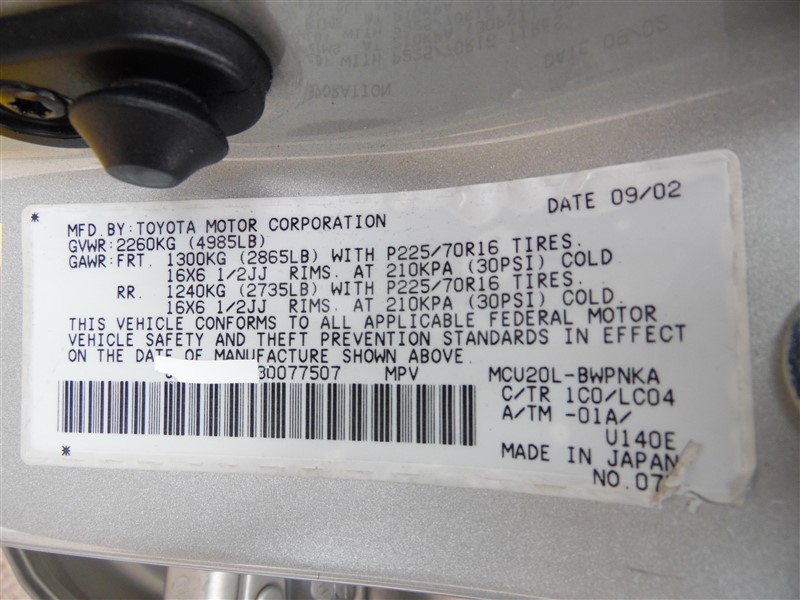 DATE 09/02
MFD.BY:TOYOTA MOTOR CORPORATION
GVWR:2260KG (4985LB)
GAWR:FRT. 1300KG (2865LB) WITH P225/70R16 TIRES.
16X6 1/2JJ RIMS. AT 210KPA (30PSI) COLD
RR. 1240KG (2735LB) WITH P225/70R16 TIRES.
16X6 1/2JJ RIMS. AT 210KPA (30PSI) COLD.
THIS VEHICLE CONFORMS TO ALL APPLICABLE FEDERAL MOTOR
VEHICLE SAFETY AND THEFT PREVENTION STANDARDS IN EFFECT
ON THE DATE OF MANUFACTURE SHOWN ABOVE.
30077507 MPV MCU20L-BWPNKA
C/TR 1C0/LC04
A/TM -01A/
U140E
MADE IN JAPAN
NO.07